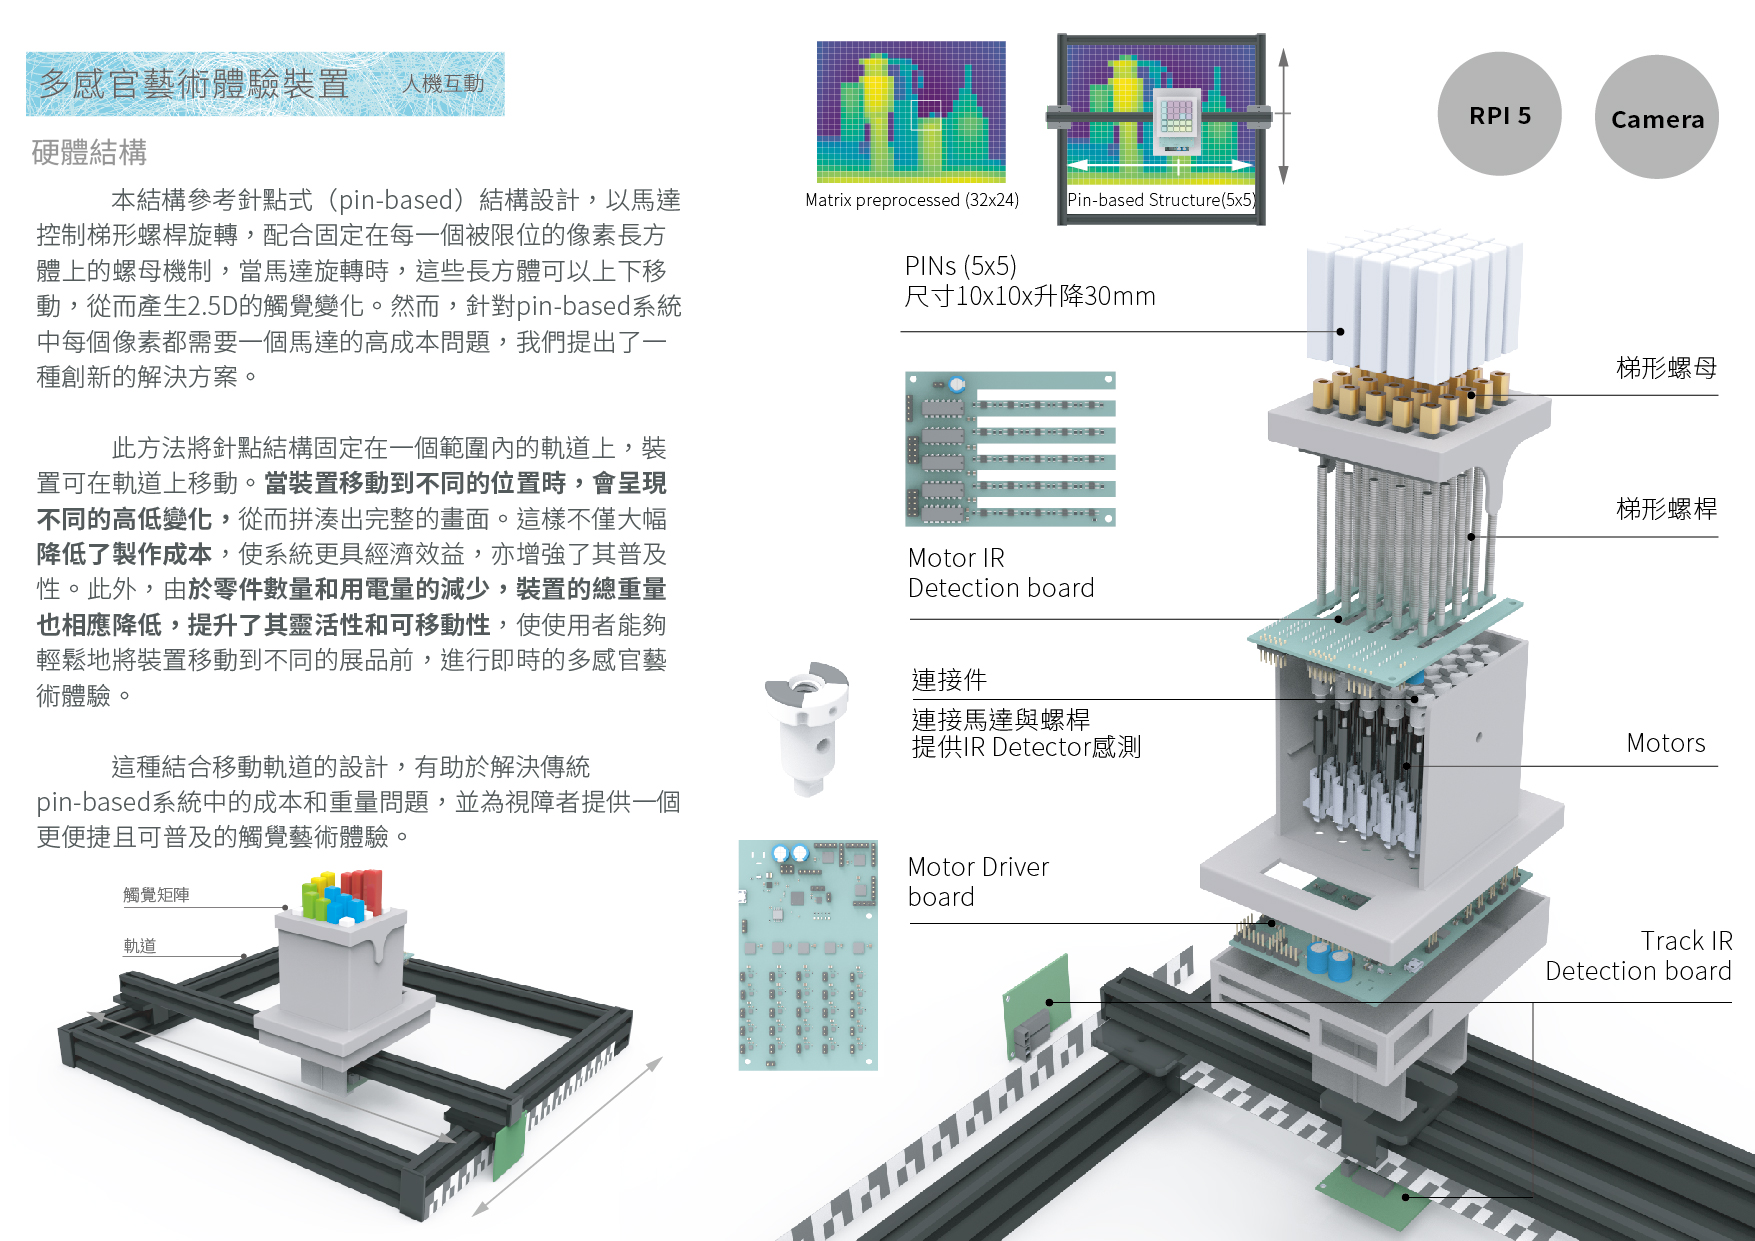 多感官藝術體驗裝置 人機互動
硬體結構
本結構參考針點式（pin-based）結構設計，以馬達
控制梯形螺桿旋轉，配合固定在每一個被限位的像素長方
體上的螺母機制，當馬達旋轉時，這些長方體可以上下移
動，從而產生2.5D的觸覺變化。然而，針對pin-based系統
中每個像素都需要一個馬達的高成本問題，我們提出了一
種創新的解決方案。
此方法將針點結構固定在一個範圍內的軌道上，裝
置可在軌道上移動。當裝置移動到不同的位置時，會呈現
不同的高低變化，從而拼湊出完整的畫面。這樣不僅大幅
降低了製作成本，使系統更具經濟效益，亦增強了其普及
性。此外，由於零件數量和用電量的減少，裝置的總重量
也相應降低，提升了其靈活性和可移動性，使使用者能夠
輕鬆地將裝置移動到不同的展品前，進行即時的多感官藝
術體驗。
這種結合移動軌道的設計，有助於解決傳統
pin-based系統中的成本和重量問題，並為視障者提供一個
更便捷且可普及的觸覺藝術體驗。
觸覺矩陣
軌道
Matrix preprocessed (32x24)
Pin-based Structure(5x5)
RPI 5
Camera
PINs (5x5)
尺寸10x10x升降30mm
梯形螺母
梯形螺桿
Motor IR
Detection board
連接件
連接馬達與螺桿
提供IR Detector感測
Motors
Motor Driver
board
Track IR
Detection board